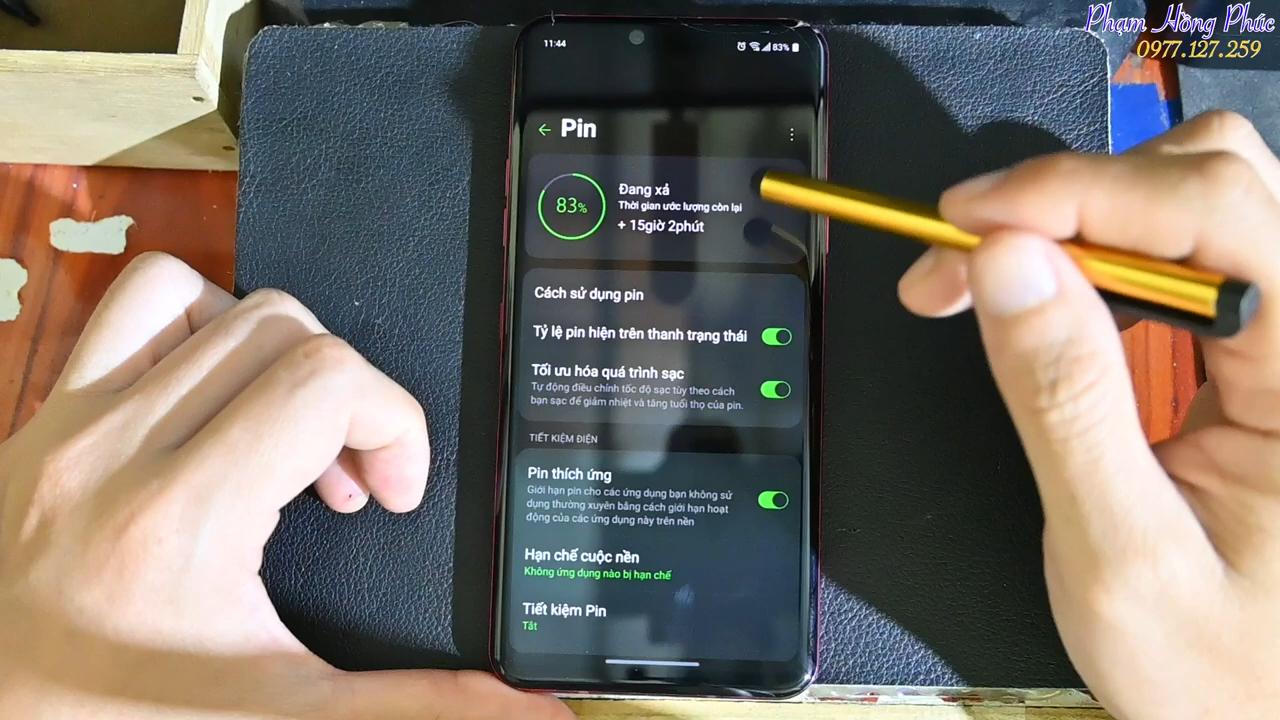 Phạm Hồng Phúc
0977.127.259
11:44
83%
Pin
83%
Đang xả
Thời gian ước lượng còn lại
+ 15giờ 2phút
Cách sử dụng pin
Tỷ lệ pin hiện trên thanh trạng thái
Tối ưu hóa quá trình sạc
Tự động điều chỉnh tốc độ sạc tùy theo cách
bạn sạc để giảm nhiệt và tăng tuổi thọ của pin.
TIẾT KIỆM ĐIỆN
Pin thích ứng
Giới hạn pin cho các ứng dụng bạn không sử
dụng thường xuyên bằng cách giới hạn hoạt
động của các ứng dụng này trên nền
Hạn chế cuộc nền
Không ứng dụng nào bị hạn chế
Tiết kiệm Pin
Tắt